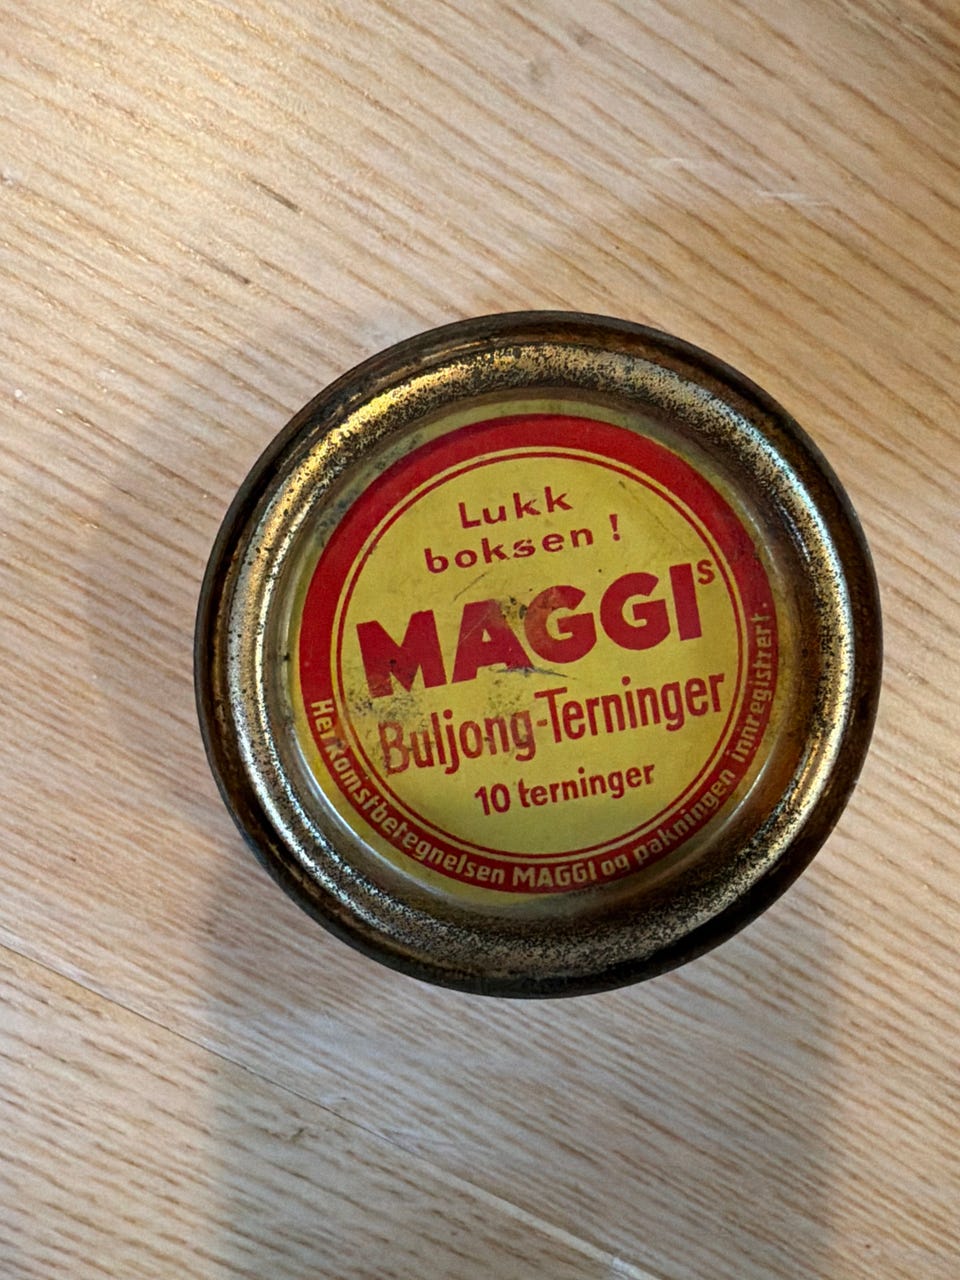 Lukk
boksen !
MAGGIs
Buljong-Terninger
10 terninger
Herkomstbetegnelsen MAGGI og pakningen innregistrert.